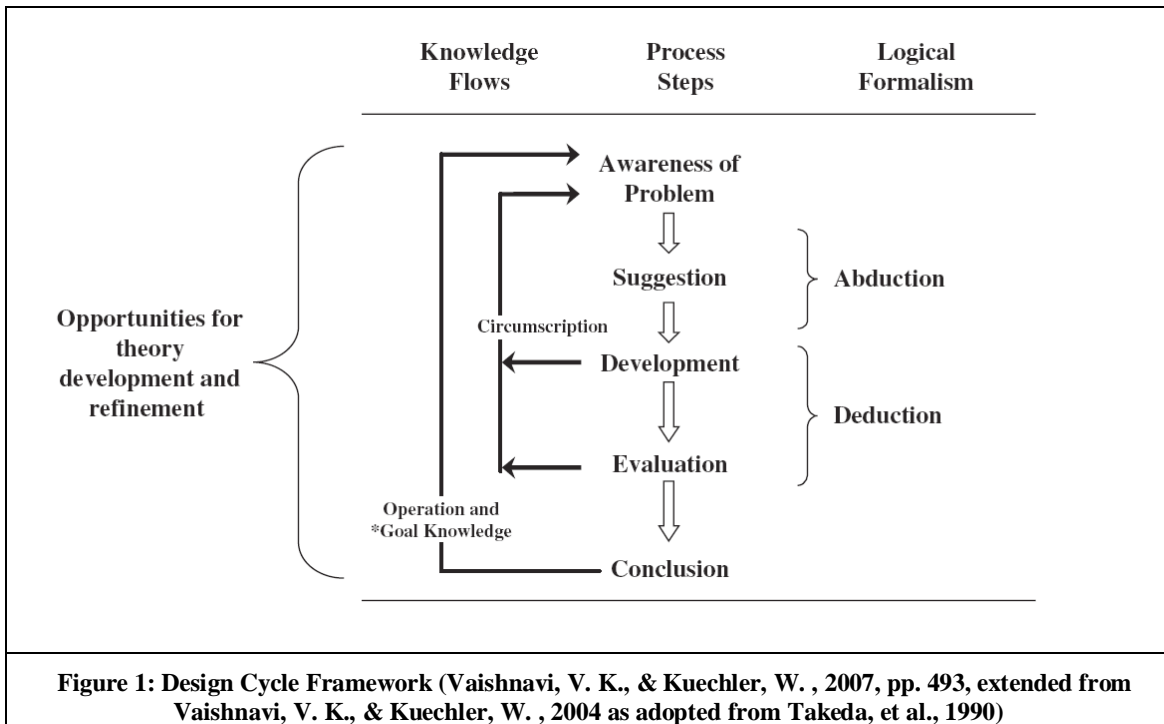 Knowledge
Flows
Process
Steps
Logical
Formalism
Awareness of
Problem
Suggestion
Abduction
Opportunities for
theory
development and
refinement
Circumscription
Development
Deduction
Evaluation
Operation and
*Goal Knowledge
Conclusion
Figure 1: Design Cycle Framework (Vaishnavi, V. K., & Kuechler, W. , 2007, pp. 493, extended from
Vaishnavi, V. K., & Kuechler, W. , 2004 as adopted from Takeda, et al., 1990)